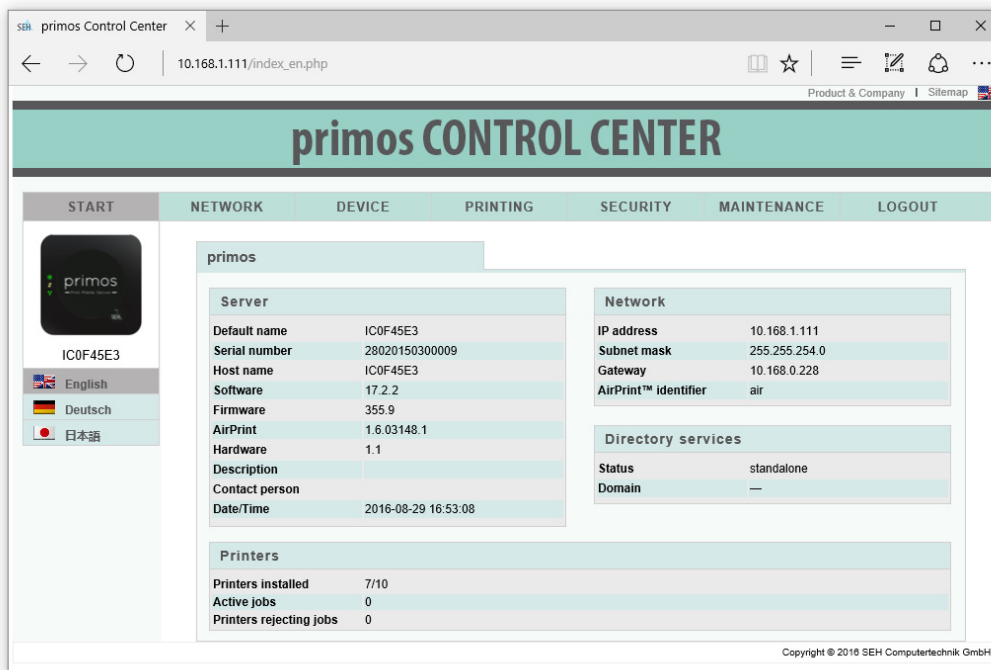 SEH primos Control Center
10.168.1.111/index_en.php
Product & Company | Sitemap
primos CONTROL CENTER
START NETWORK DEVICE PRINTING SECURITY MAINTENANCE LOGOUT
primos
SEH
IC0F45E3
English
Deutsch
日本語
primos
Server
Default name IC0F45E3
Serial number 28020150300009
Host name IC0F45E3
Software 17.2.2
Firmware 355.9
AirPrint 1.6.03148.1
Hardware 1.1
Description
Contact person
Date/Time 2016-08-29 16:53:08
Network
IP address 10.168.1.111
Subnet mask 255.255.254.0
Gateway 10.168.0.228
AirPrint™ identifier air
Directory services
Status standalone
Domain —
Printers
Printers installed 7/10
Active jobs 0
Printers rejecting jobs 0
Copyright © 2016 SEH Computertechnik GmbH